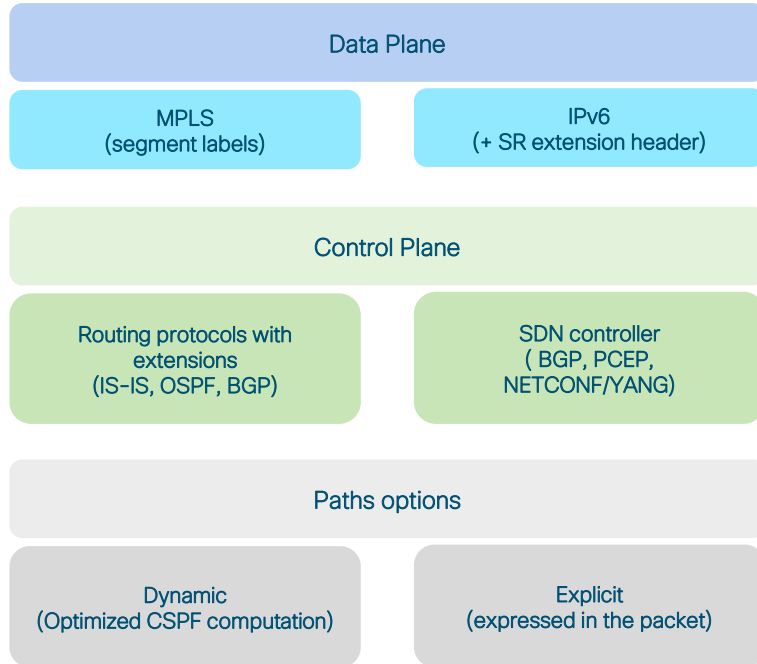 Data Plane
MPLS
(segment labels)
IPv6
(+ SR extension header)
Control Plane
Routing protocols with
extensions
(IS-IS, OSPF, BGP)
SDN controller
( BGP, PCEP,
NETCONF/YANG)
Paths options
Dynamic
(Optimized CSPF computation)
Explicit
(expressed in the packet)